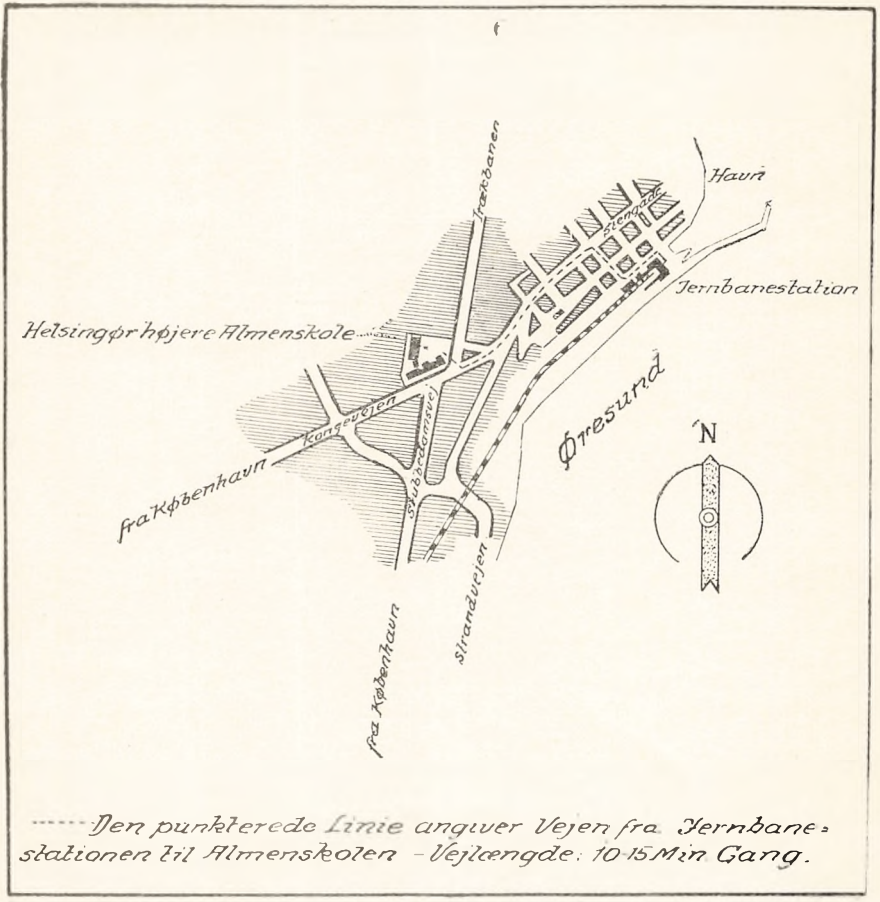 Trækbanen
Havn
Stengade
Jernbanestation
Helsingør højere Almenskole
Øresund
Kongevejen
Stubbedamsvej
N
fra København
Strandvejen
fra København
Den punkterede Linie angiver Vejen fra Jernbane=
stationen til Almenskolen - Vejlængde: 10-15 Min Gang.